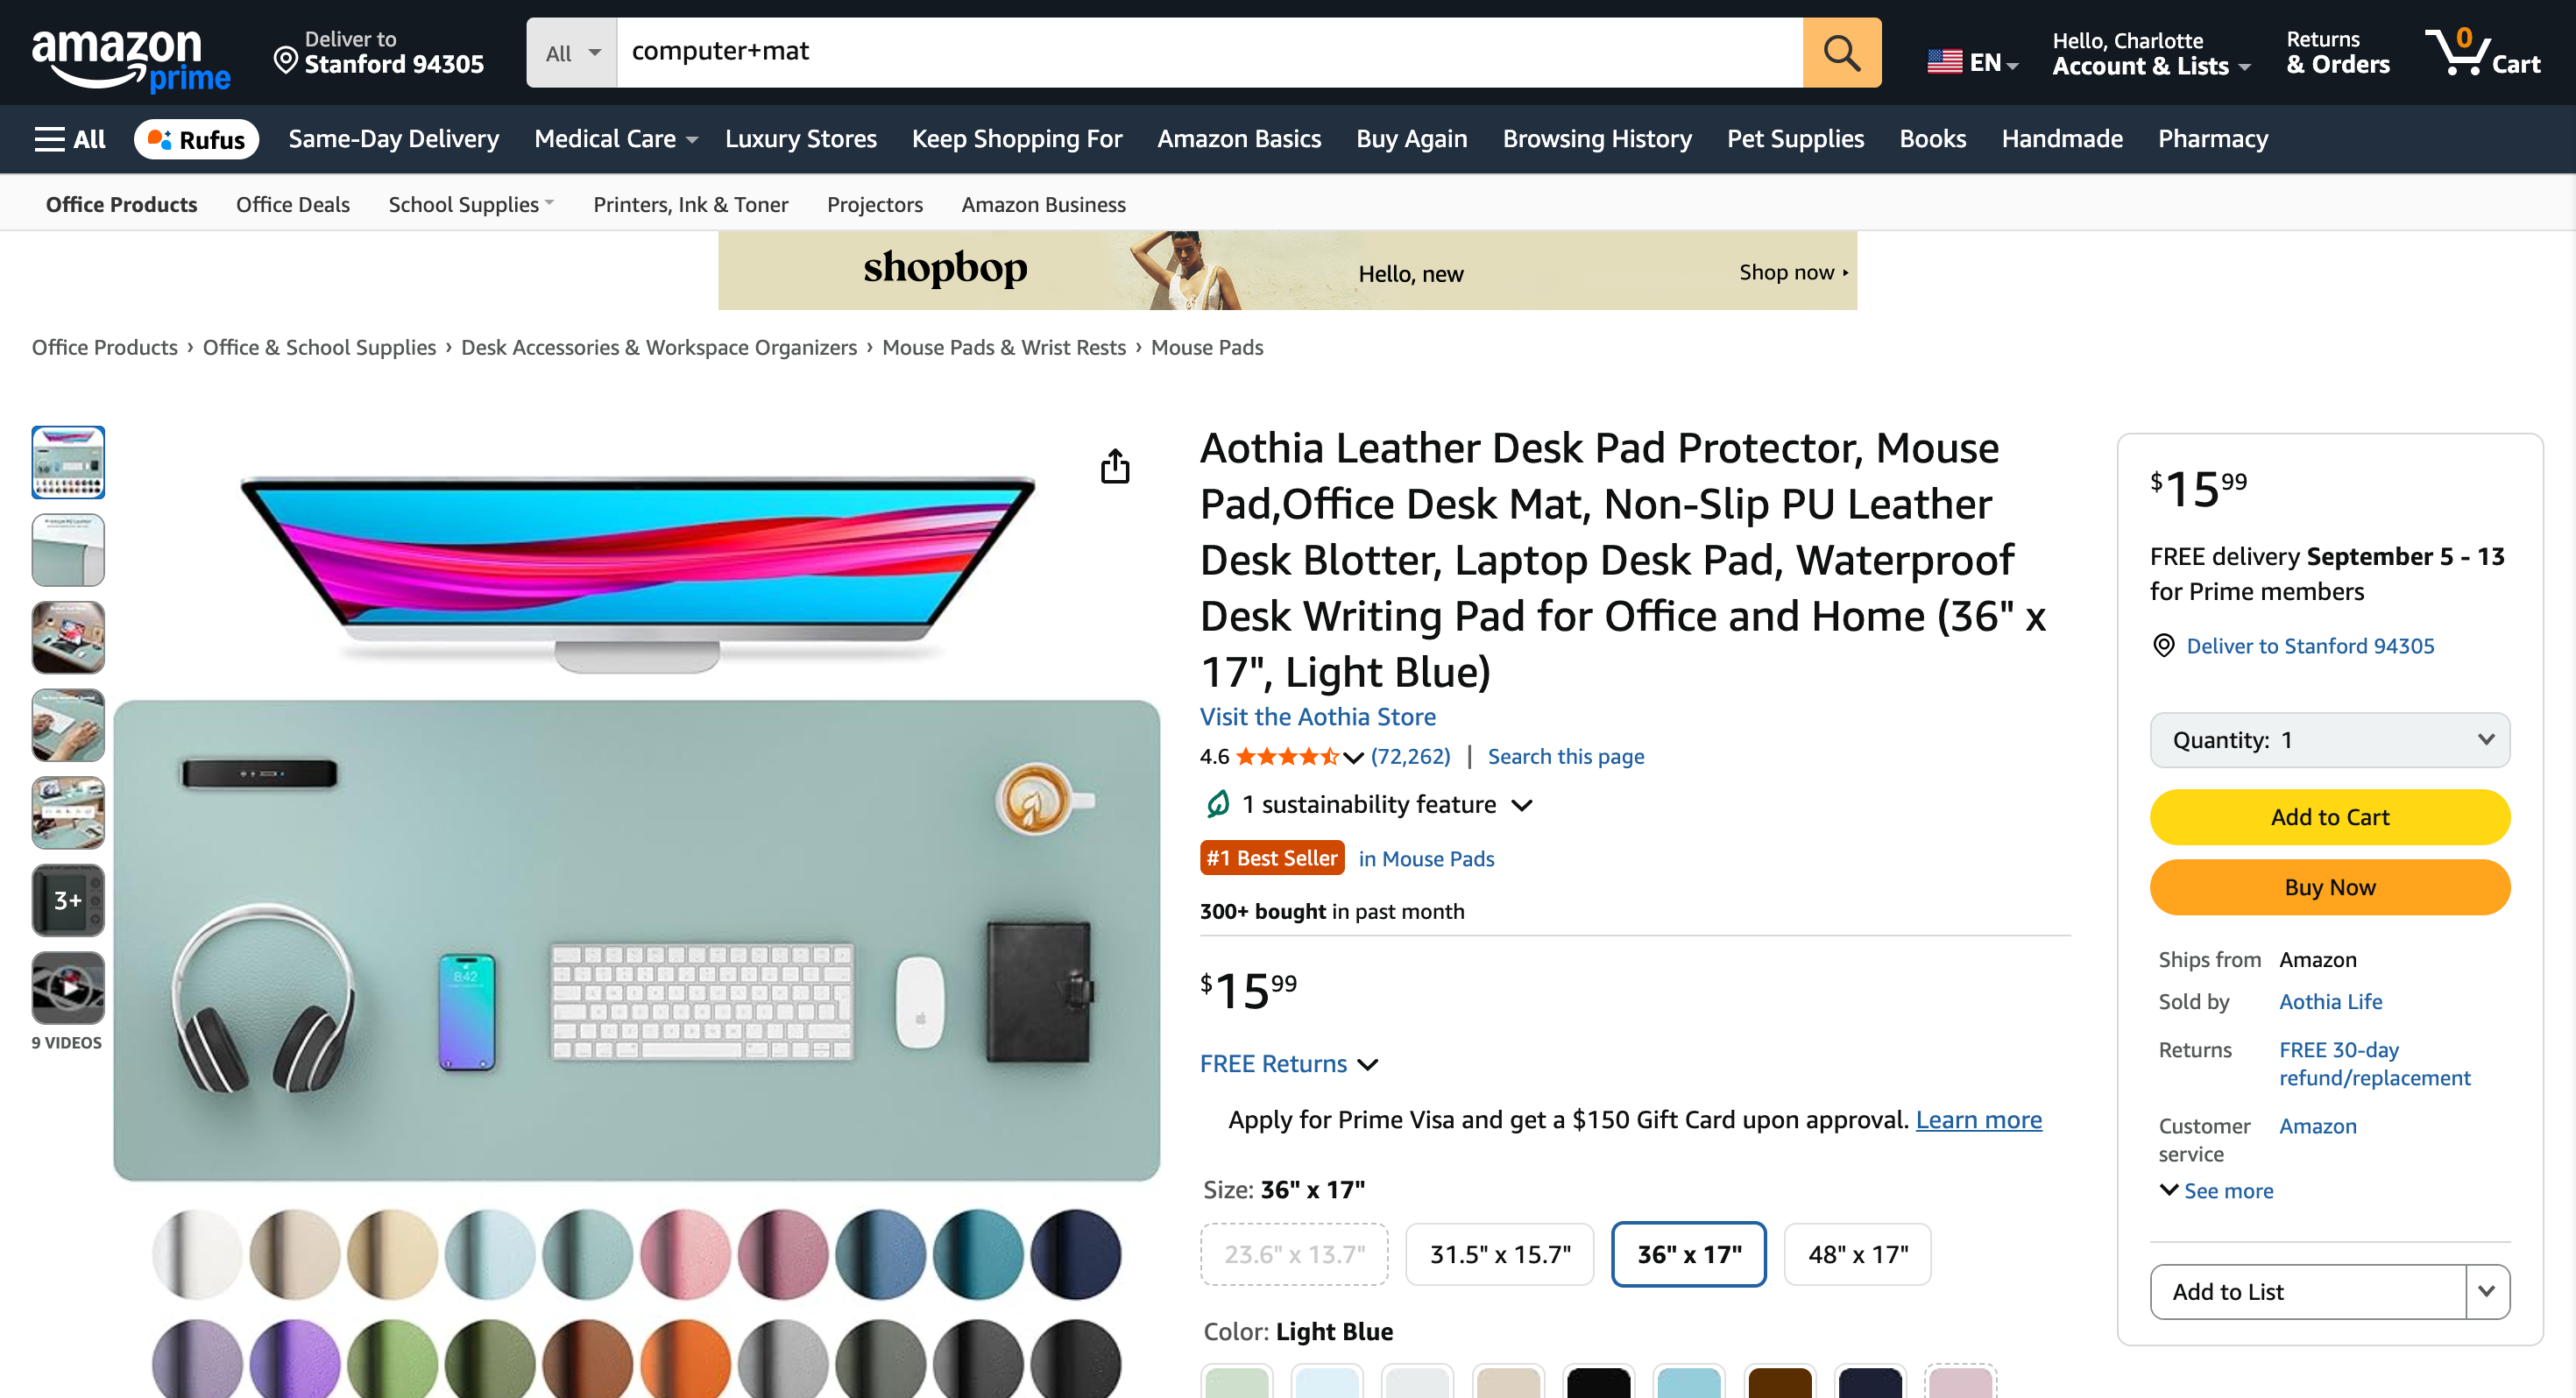 amazon
prime
Deliver to
Stanford 94305
All
computer+mat
EN
Hello, Charlotte
Account & Lists
Returns
& Orders
0
Cart
All
Rufus
Same-Day Delivery
Medical Care
Luxury Stores
Keep Shopping For
Amazon Basics
Buy Again
Browsing History
Pet Supplies
Books
Handmade
Pharmacy
Office Products
Office Deals
School Supplies
Printers, Ink & Toner
Projectors
Amazon Business
shopbop
Hello, new
Shop now
Office Products › Office & School Supplies › Desk Accessories & Workspace Organizers › Mouse Pads & Wrist Rests › Mouse Pads
3+
9 VIDEOS
8:42
Aothia Leather Desk Pad Protector, Mouse
Pad,Office Desk Mat, Non-Slip PU Leather
Desk Blotter, Laptop Desk Pad, Waterproof
Desk Writing Pad for Office and Home (36" x
17", Light Blue)
Visit the Aothia Store
4.6 (72,262) | Search this page
1 sustainability feature
#1 Best Seller in Mouse Pads
300+ bought in past month
$15 99
FREE Returns
Apply for Prime Visa and get a $150 Gift Card upon approval. Learn more
Size: 36" x 17"
23.6" x 13.7"
31.5" x 15.7"
36" x 17"
48" x 17"
Color: Light Blue
$15 99
FREE delivery September 5 - 13
for Prime members
Deliver to Stanford 94305
Quantity: 1
Add to Cart
Buy Now
Ships from Amazon
Sold by Aothia Life
Returns FREE 30-day
refund/replacement
Customer Amazon
service
See more
Add to List